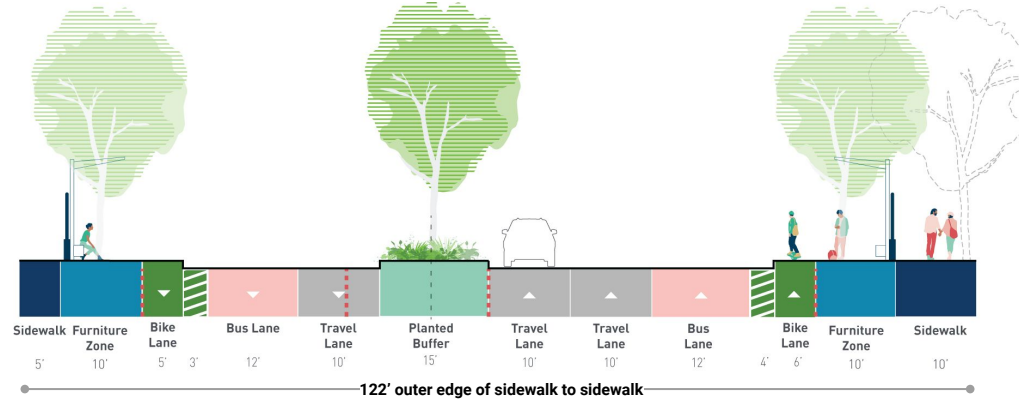 Sidewalk
Furniture
Zone
Bike
Lane
Bus Lane
Travel
Lane
Planted
Buffer
Travel
Lane
Travel
Lane
Bus
Lane
Bike
Lane
Furniture
Zone
Sidewalk
5' 10' 5' 3' 12' 10' 15' 10' 10' 12' 4' 6' 10' 10'
122' outer edge of sidewalk to sidewalk